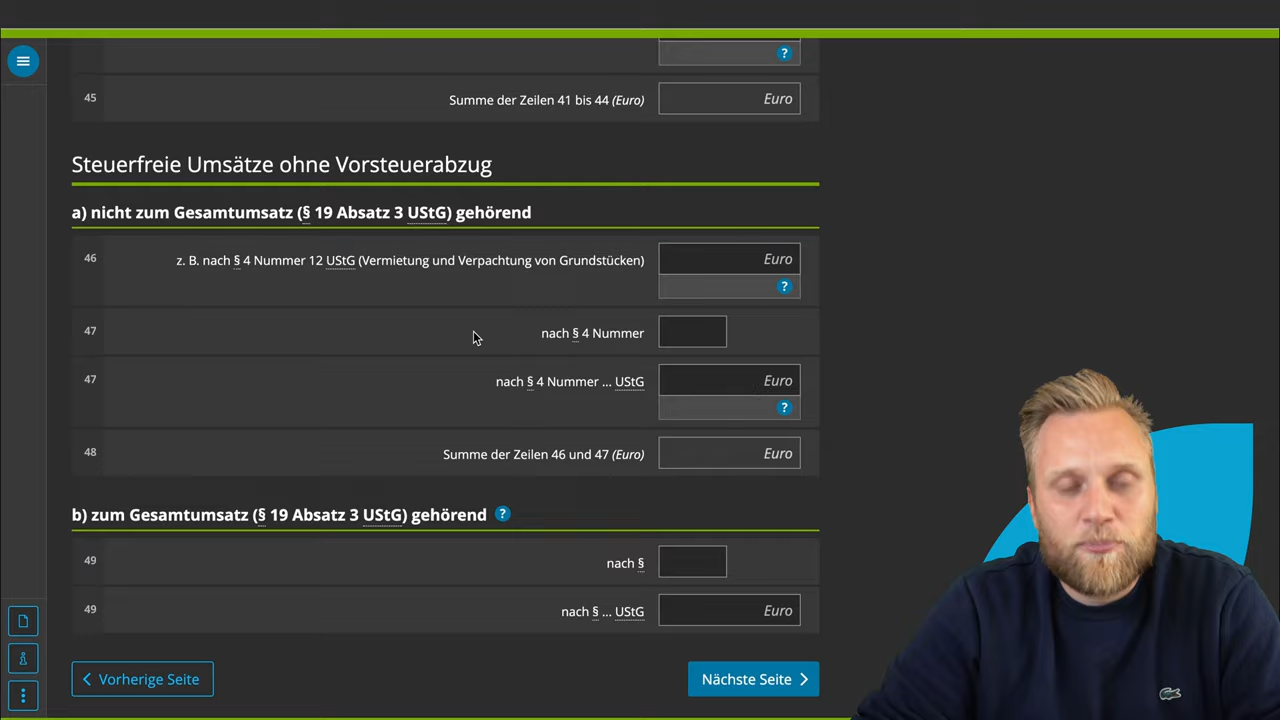 ?
45 Summe der Zeilen 41 bis 44 (Euro) Euro
Steuerfreie Umsätze ohne Vorsteuerabzug
a) nicht zum Gesamtumsatz (§ 19 Absatz 3 UStG) gehörend
46 z. B. nach § 4 Nummer 12 UStG (Vermietung und Verpachtung von Grundstücken) Euro
?
47 nach § 4 Nummer
47 nach § 4 Nummer ... UStG Euro
?
48 Summe der Zeilen 46 und 47 (Euro) Euro
b) zum Gesamtumsatz (§ 19 Absatz 3 UStG) gehörend ?
49 nach §
49 nach § ... UStG Euro
Vorherige Seite Nächste Seite